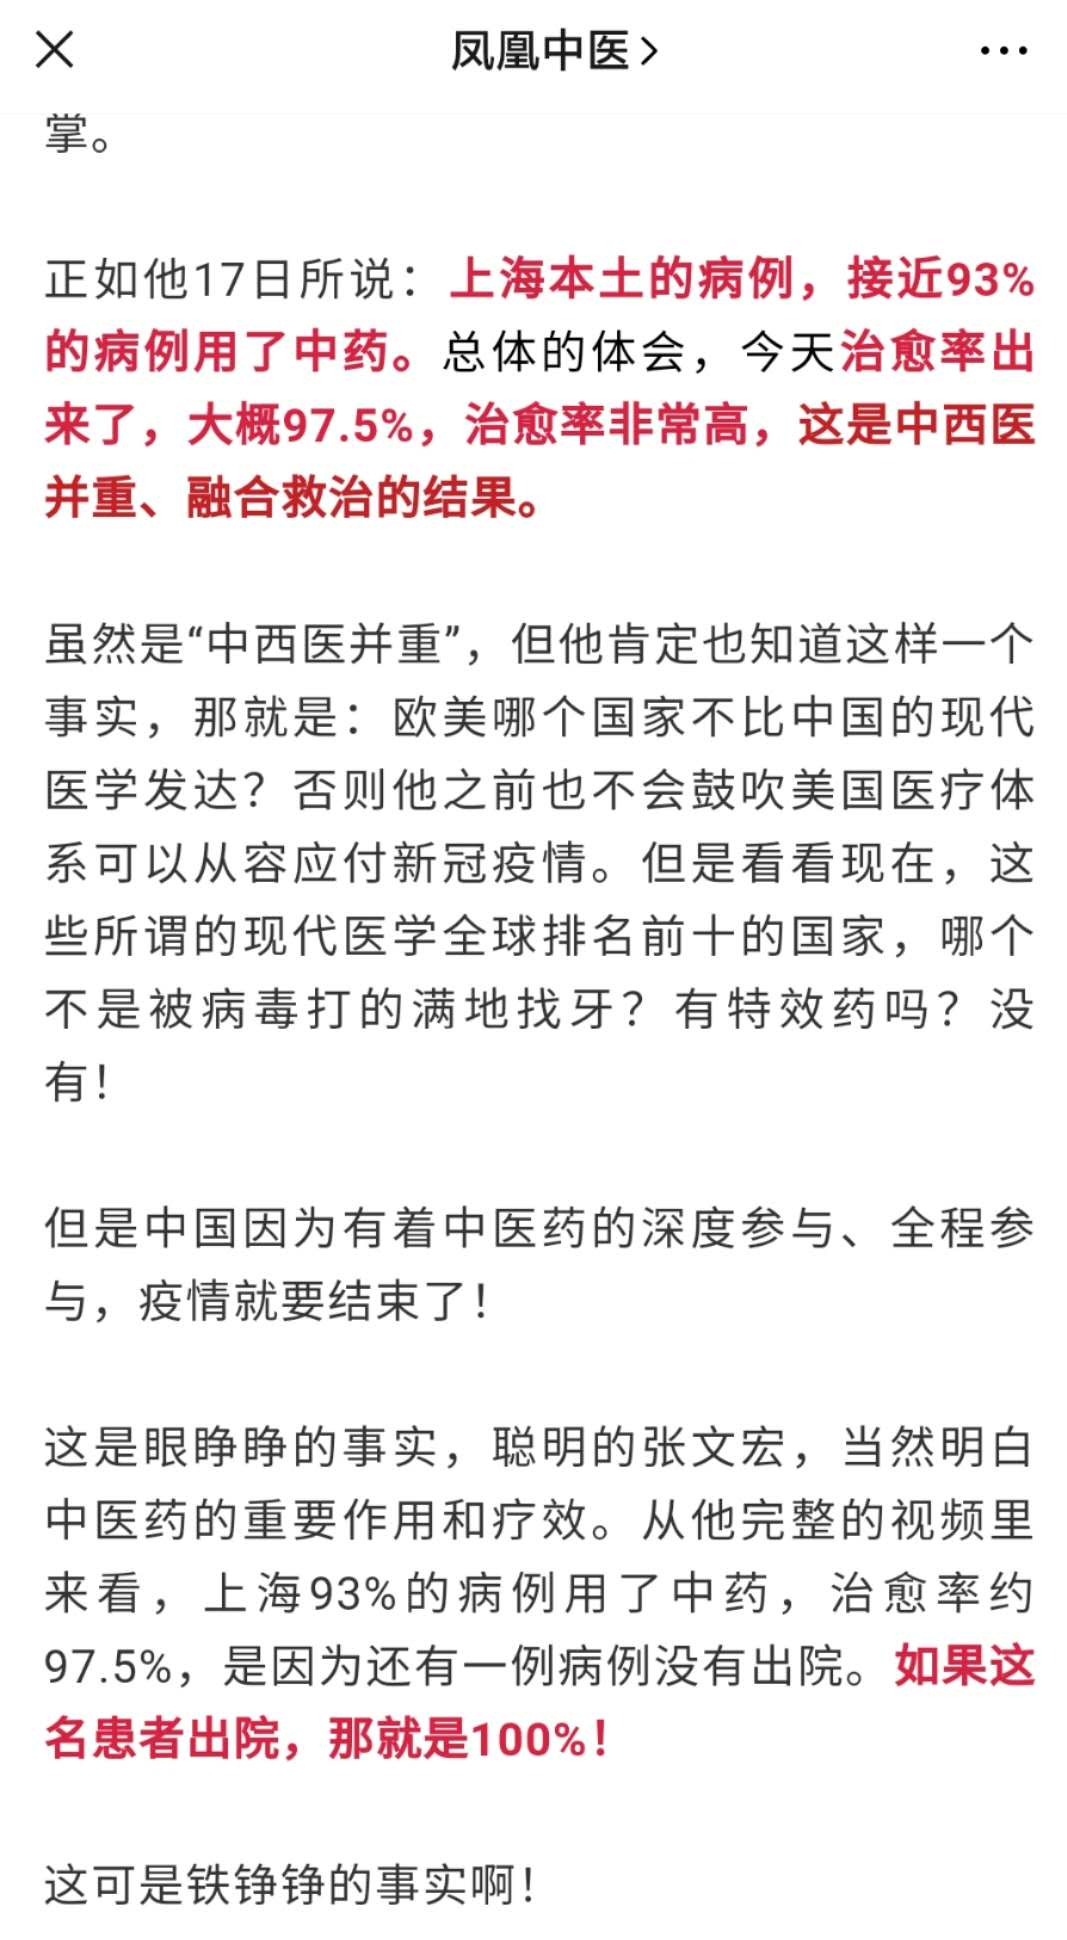 凤凰中医
掌。
正如他17日所说：上海本土的病例，接近93%
的病例用了中药。总体的体会，今天治愈率出
来了，大概97.5%，治愈率非常高，这是中西医
并重、融合救治的结果。
虽然是“中西医并重”，但他肯定也知道这样一个
事实，那就是：欧美哪个国家不比中国的现代
医学发达？否则他之前也不会鼓吹美国医疗体
系可以从容应付新冠疫情。但是看看现在，这
些所谓的现代医学全球排名前十的国家，哪个
不是被病毒打的满地找牙？有特效药吗？没
有！
但是中国因为有着中医药的深度参与、全程参
与，疫情就要结束了！
这是眼睁睁的事实，聪明的张文宏，当然明白
中医药的重要作用和疗效。从他完整的视频里
来看，上海93%的病例用了中药，治愈率约
97.5%，是因为还有一例病例没有出院。如果这
名患者出院，那就是100%！
这可是铁铮铮的事实啊！